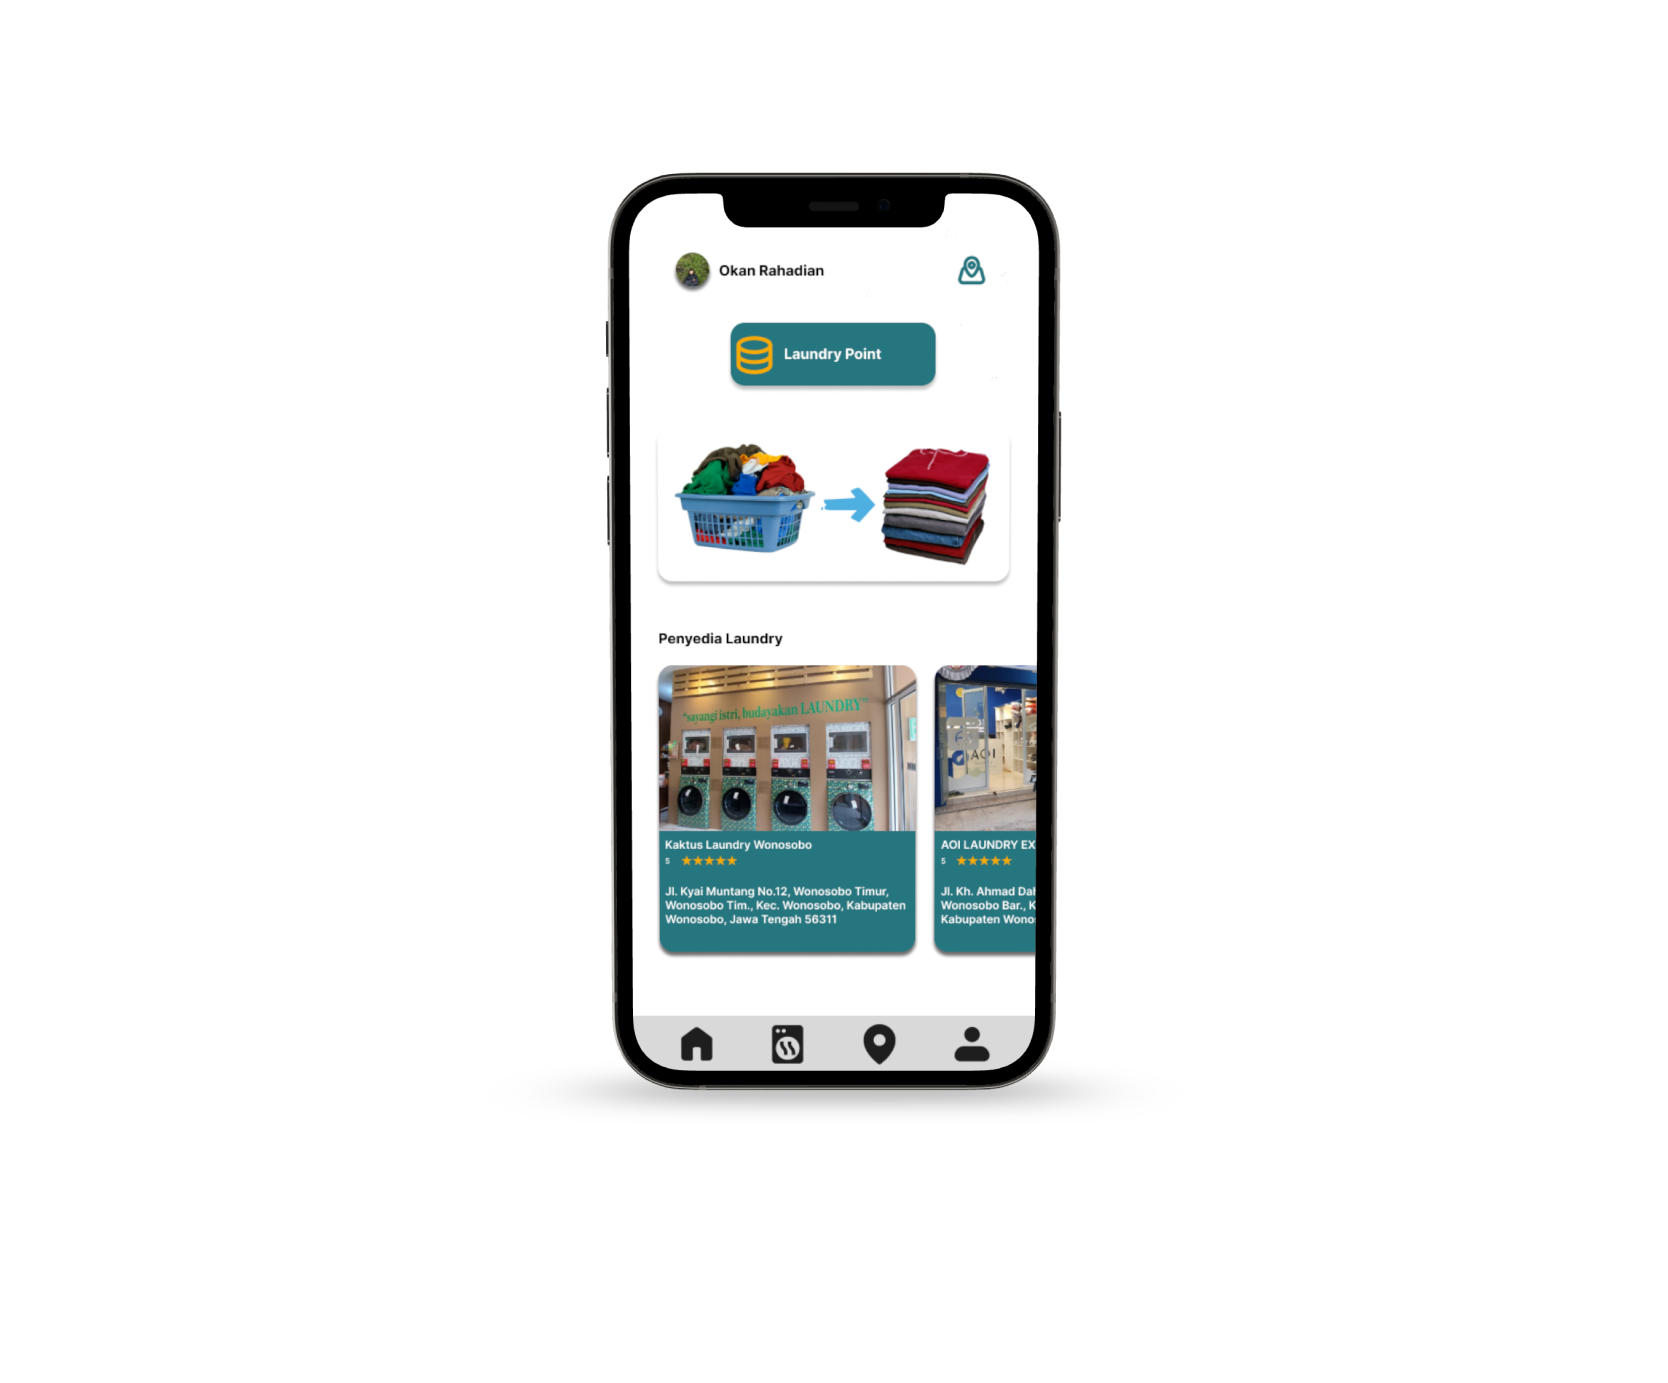 Okan Rahadian
Laundry Point
Penyedia Laundry
"sayangi istri, budayakan LAUNDRY"
AOI
Kaktus Laundry Wonosobo
5
Jl. Kyai Muntang No.12, Wonosobo Timur,
Wonosobo Tim., Kec. Wonosobo, Kabupaten
Wonosobo, Jawa Tengah 56311
AOI LAUNDRY EX
5
Jl. Kh. Ahmad Dah
Wonosobo Bar., K
Kabupaten Wono